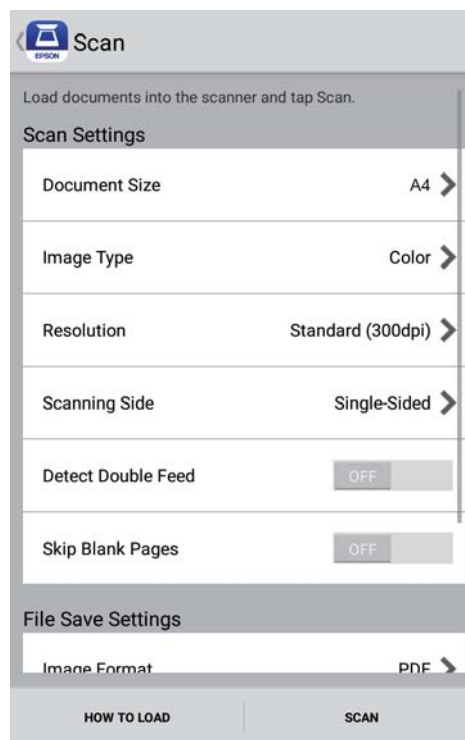 EPSON
Scan
Load documents into the scanner and tap Scan.
Scan Settings
Document Size A4
Image Type Color
Resolution Standard (300dpi)
Scanning Side Single-Sided
Detect Double Feed OFF
Skip Blank Pages OFF
File Save Settings
Image Format PDF
HOW TO LOAD SCAN